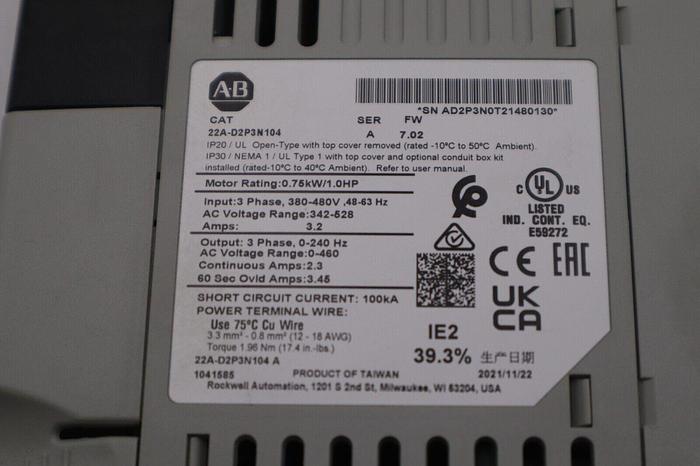 A-B
*SN AD2P3N0T21480130*
CAT SER FW
22A-D2P3N104 A 7.02
IP20 / UL Open-Type with top cover removed (rated -10°C to 50°C Ambient).
IP30 / NEMA 1 / UL Type 1 with top cover and optional conduit box kit
installed (rated-10°C to 40°C Ambient). Refer to user manual.
Motor Rating:0.75kW/1.0HP
Input:3 Phase, 380-480V ,48-63 Hz
AC Voltage Range:342-528
Amps: 3.2
Output: 3 Phase, 0-240 Hz
AC Voltage Range:0-460
Continuous Amps:2.3
60 Sec Ovld Amps:3.45
SHORT CIRCUIT CURRENT: 100kA
POWER TERMINAL WIRE:
Use 75°C Cu Wire
3.3 mm² - 0.8 mm² (12 - 18 AWG)
Torque 1.96 Nm (17.4 in.-lbs.)
22A-D2P3N104 A
1041585
PRODUCT OF TAIWAN
Rockwell Automation, 1201 S 2nd St, Milwaukee, WI 53204, USA
C UL US
LISTED
IND. CONT. EQ.
E59272
CE EAC
UK
CA
IE2
39.3%
生产日期
2021/11/22